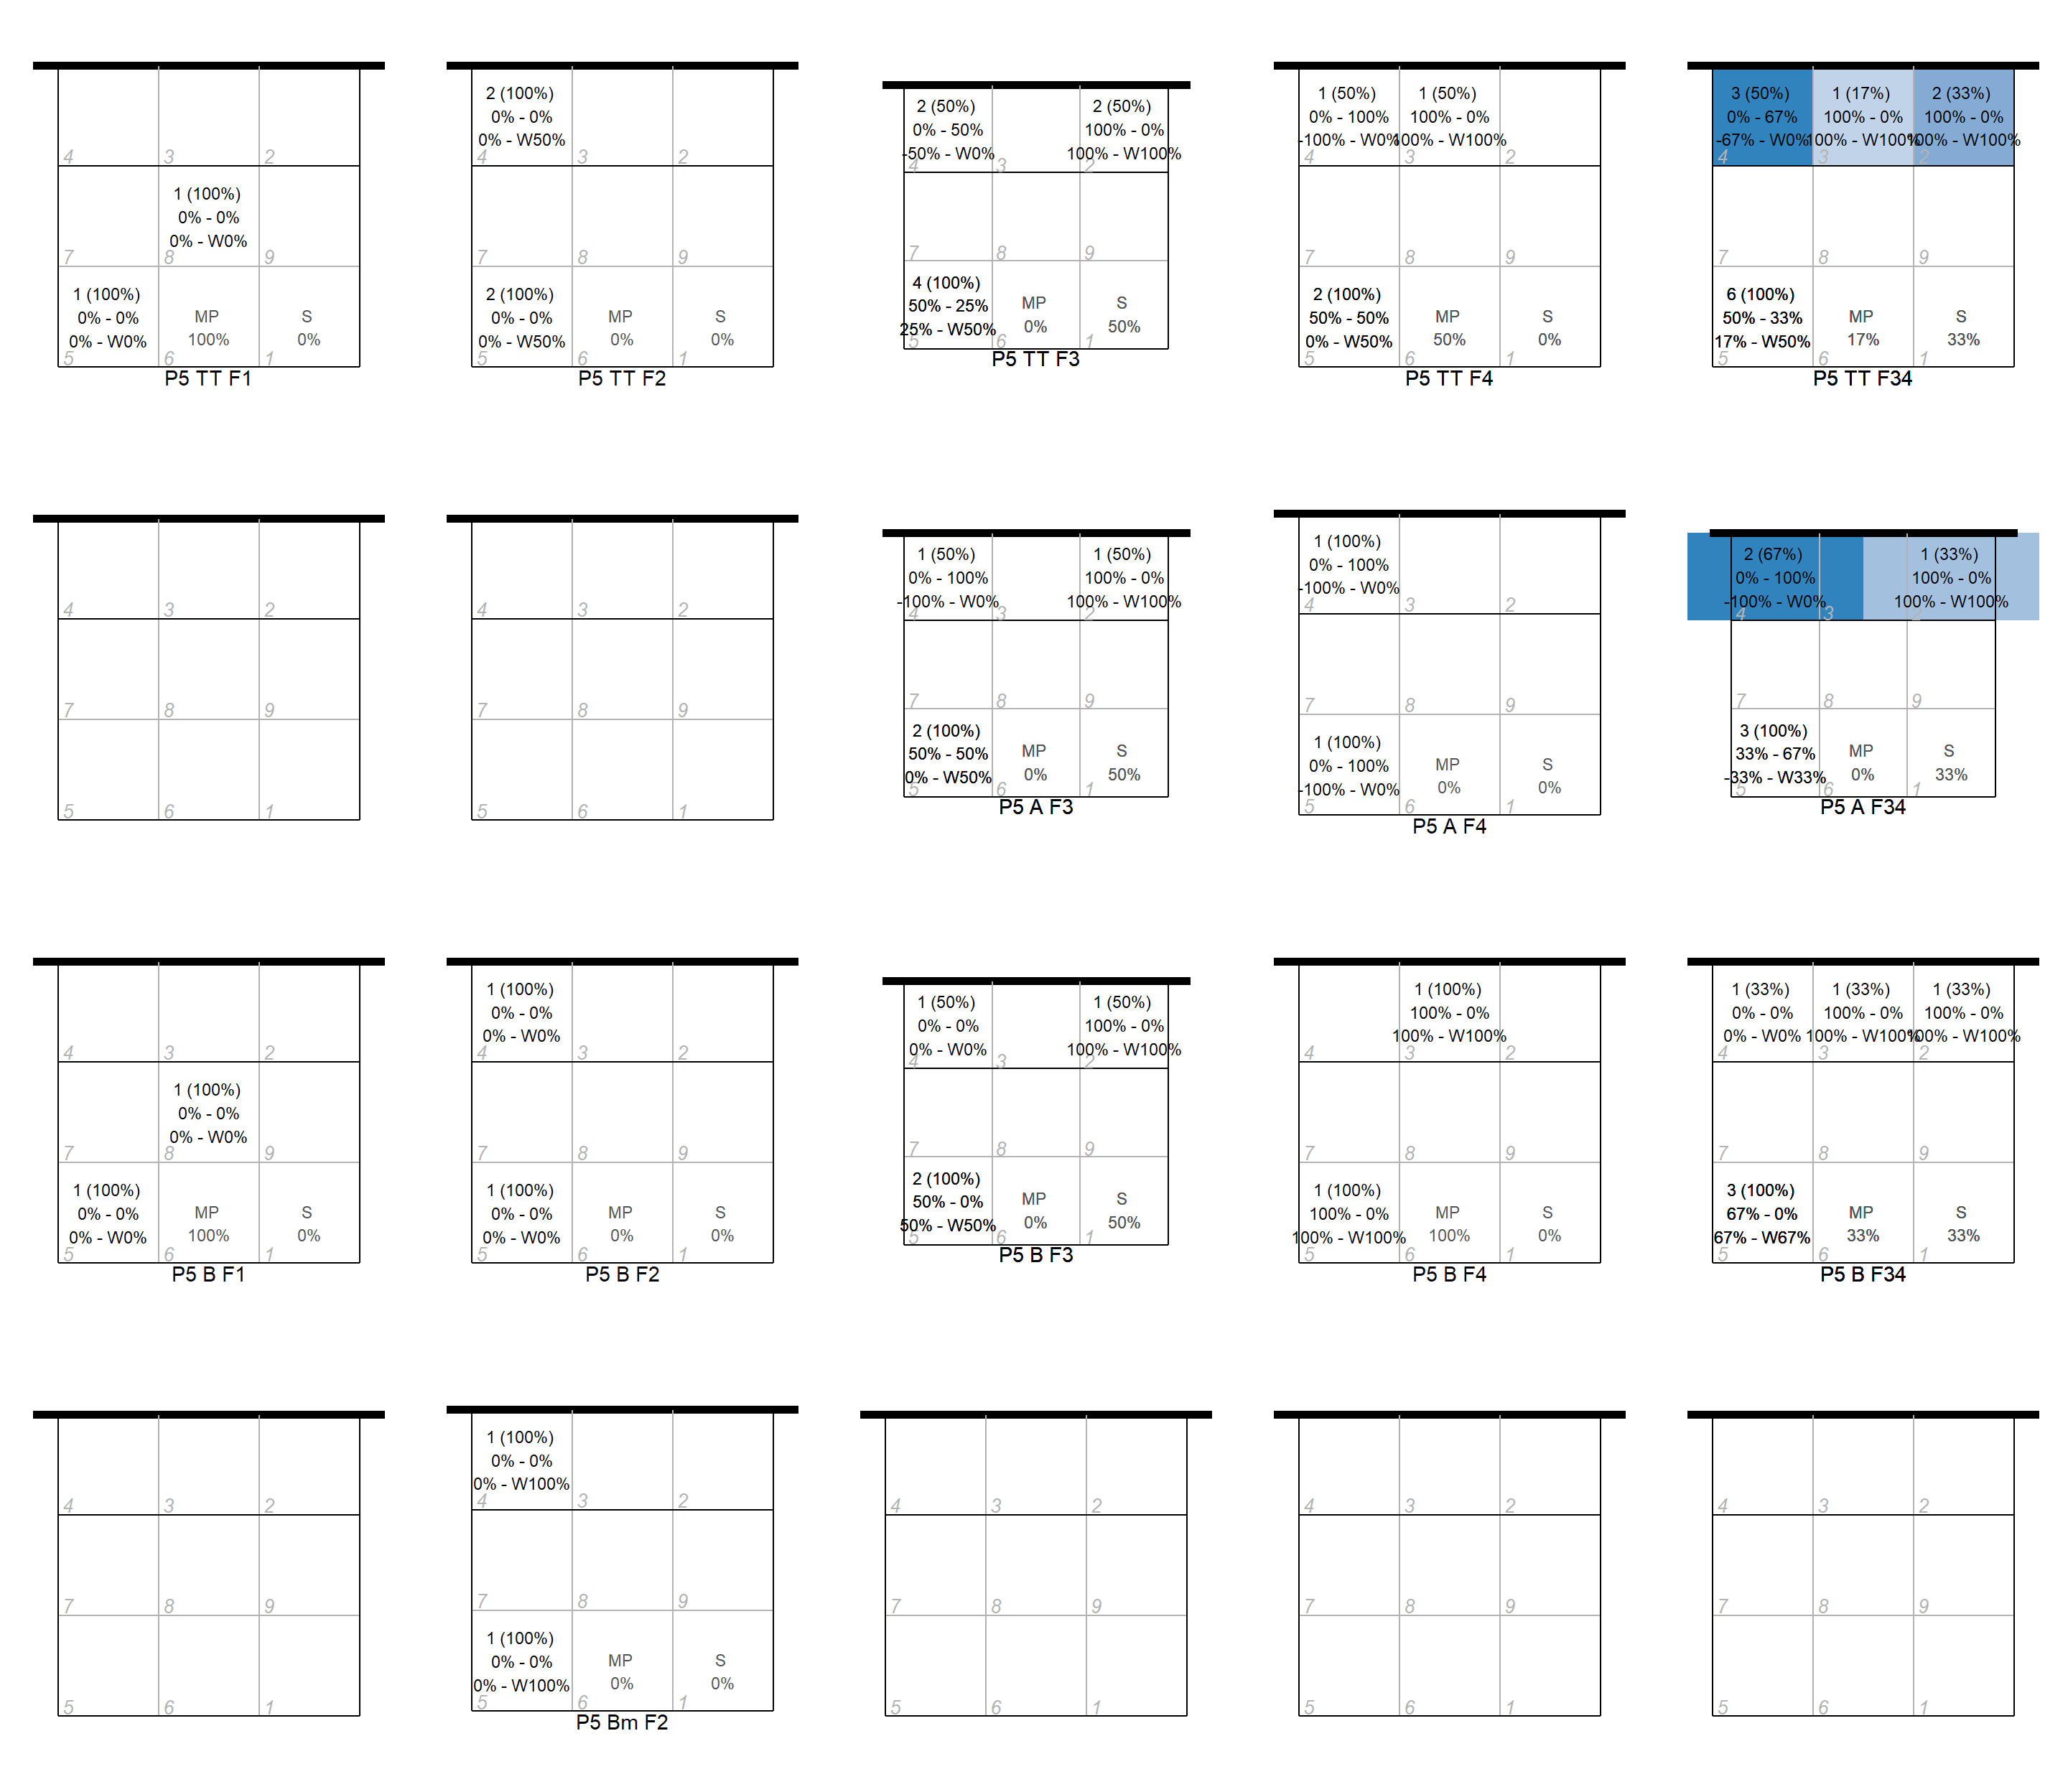 2 (100%)
0% - 0%
0% - W50%
2 (50%)
0% - 50%
-50% - W0%
2 (50%)
100% - 0%
100% - W100%
1 (50%)
0% - 100%
-100% - W0%
1 (50%)
100% - 0%
100% - W100%
3 (50%)
0% - 67%
-67% - W0%
1 (17%)
100% - 0%
100% - W100%
2 (33%)
100% - 0%
100% - W100%
4 3 2
4 3 2
4 3 2
4 3 2
4 3 2
1 (100%)
0% - 0%
0% - W0%
7 8 9
7 8 9
7 8 9
7 8 9
7 8 9
1 (100%)
0% - 0%
0% - W0%
MP
100%
S
0%
5 6 1
P5 TT F1
2 (100%)
0% - 0%
0% - W50%
MP
0%
S
0%
5 6 1
P5 TT F2
4 (100%)
50% - 25%
25% - W50%
MP
0%
S
50%
5 6 1
P5 TT F3
2 (100%)
50% - 50%
0% - W50%
MP
50%
S
0%
5 6 1
P5 TT F4
6 (100%)
50% - 33%
17% - W50%
MP
17%
S
33%
5 6 1
P5 TT F34
4 3 2
7 8 9
5 6 1
4 3 2
7 8 9
5 6 1
1 (50%)
0% - 100%
-100% - W0%
1 (50%)
100% - 0%
100% - W100%
4 3 2
7 8 9
2 (100%)
50% - 50%
0% - W50%
MP
0%
S
50%
5 6 1
P5 A F3
1 (100%)
0% - 100%
-100% - W0%
4 3 2
7 8 9
1 (100%)
0% - 100%
-100% - W0%
MP
0%
S
0%
5 6 1
P5 A F4
2 (67%)
0% - 100%
-100% - W0%
1 (33%)
100% - 0%
100% - W100%
4 3 2
7 8 9
3 (100%)
33% - 67%
-33% - W33%
MP
0%
S
33%
5 6 1
P5 A F34
4 3 2
1 (100%)
0% - 0%
0% - W0%
7 8 9
1 (100%)
0% - 0%
0% - W0%
MP
100%
S
0%
5 6 1
P5 B F1
1 (100%)
0% - 0%
0% - W0%
4 3 2
7 8 9
1 (100%)
0% - 0%
0% - W0%
MP
0%
S
0%
5 6 1
P5 B F2
1 (50%)
0% - 0%
0% - W0%
1 (50%)
100% - 0%
100% - W100%
4 3 2
7 8 9
2 (100%)
50% - 0%
50% - W50%
MP
0%
S
50%
5 6 1
P5 B F3
1 (100%)
100% - 0%
100% - W100%
4 3 2
7 8 9
1 (100%)
100% - 0%
100% - W100%
MP
100%
S
0%
5 6 1
P5 B F4
1 (33%)
0% - 0%
0% - W0%
1 (33%)
100% - 0%
100% - W100%
1 (33%)
100% - 0%
100% - W100%
4 3 2
7 8 9
3 (100%)
67% - 0%
67% - W67%
MP
33%
S
33%
5 6 1
P5 B F34
4 3 2
7 8 9
5 6 1
1 (100%)
0% - 0%
0% - W100%
4 3 2
7 8 9
1 (100%)
0% - 0%
0% - W100%
MP
0%
S
0%
5 6 1
P5 Bm F2
4 3 2
7 8 9
5 6 1
4 3 2
7 8 9
5 6 1
4 3 2
7 8 9
5 6 1